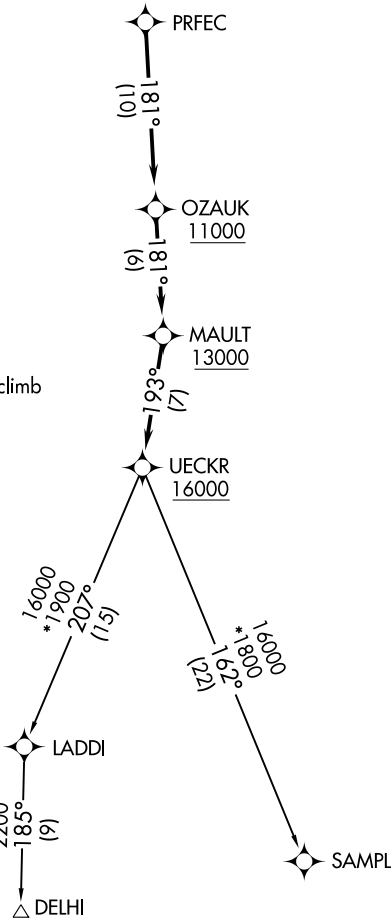 PRFEC
181°
(10)
OZAUK
11000
181°
(9)
MAULT
13000
climb
193°
(7)
UECKR
16000
16000
*1900
207°
(15)
16000
*1800
162°
(22)
LADDI
185°
(9)
SAMPL
DELHI